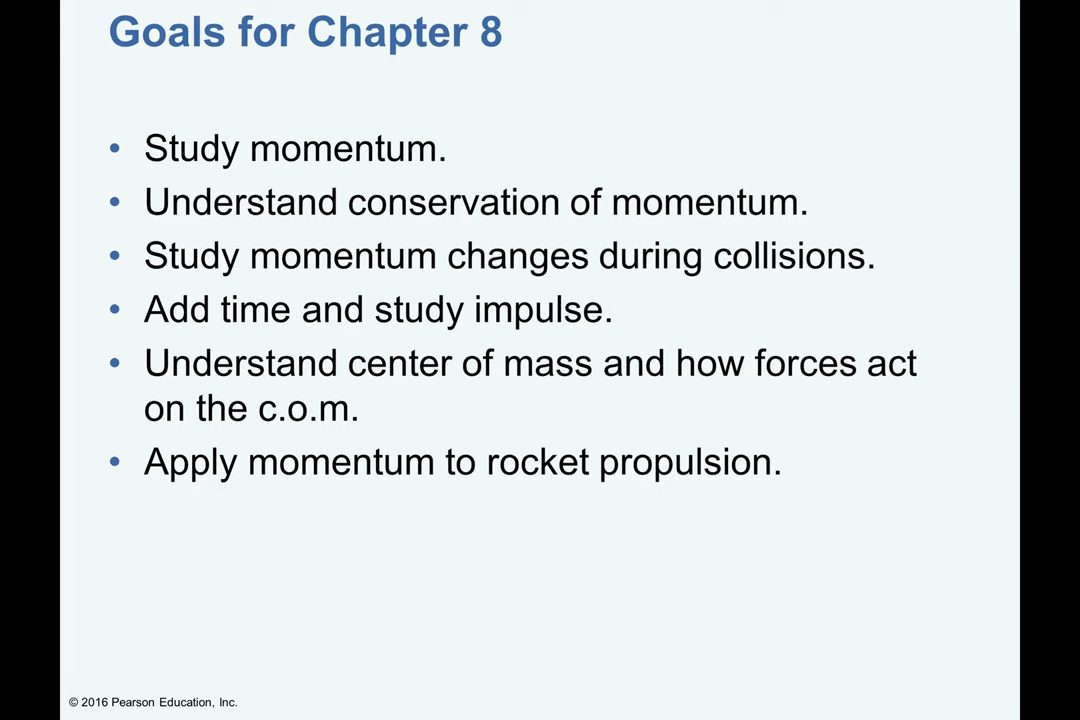 Goals for Chapter 8
• Study momentum.
• Understand conservation of momentum.
• Study momentum changes during collisions.
• Add time and study impulse.
• Understand center of mass and how forces act
on the c.o.m.
• Apply momentum to rocket propulsion.
© 2016 Pearson Education, Inc.